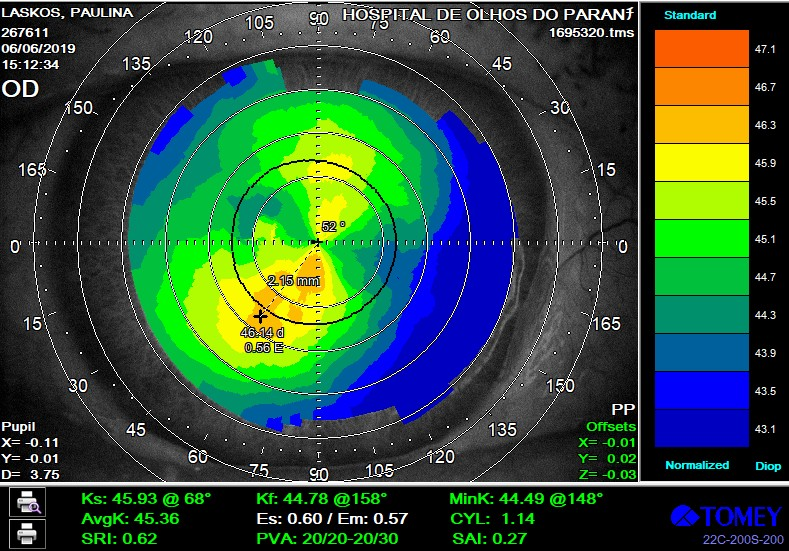 LASKOS, PAULINA
HOSPITAL DE OLHOS DO PARANÁ
267611
1695320.tms
06/06/2019
15:12:34
OD
90
105
75
120
60
135
45
150
30
165
15
0
0
15
165
30
150
45
135
60
120
75
105
90
52 °
2.15 mm
46.14 d
0.56 E
Pupil
X= -0.11
Y= -0.01
D= 3.75
PP
Offsets
X= -0.01
Y= 0.02
Z= -0.03
Standard
47.1
46.7
46.3
45.9
45.5
45.1
44.7
44.3
43.9
43.5
43.1
Normalized Diop
Ks: 45.93 @ 68° Kf: 44.78 @158° MinK: 44.49 @148°
AvgK: 45.36 Es: 0.60 / Em: 0.57 CYL: 1.14
SRI: 0.62 PVA: 20/20-20/30 SAI: 0.27
TOMEY
22C-200S-200